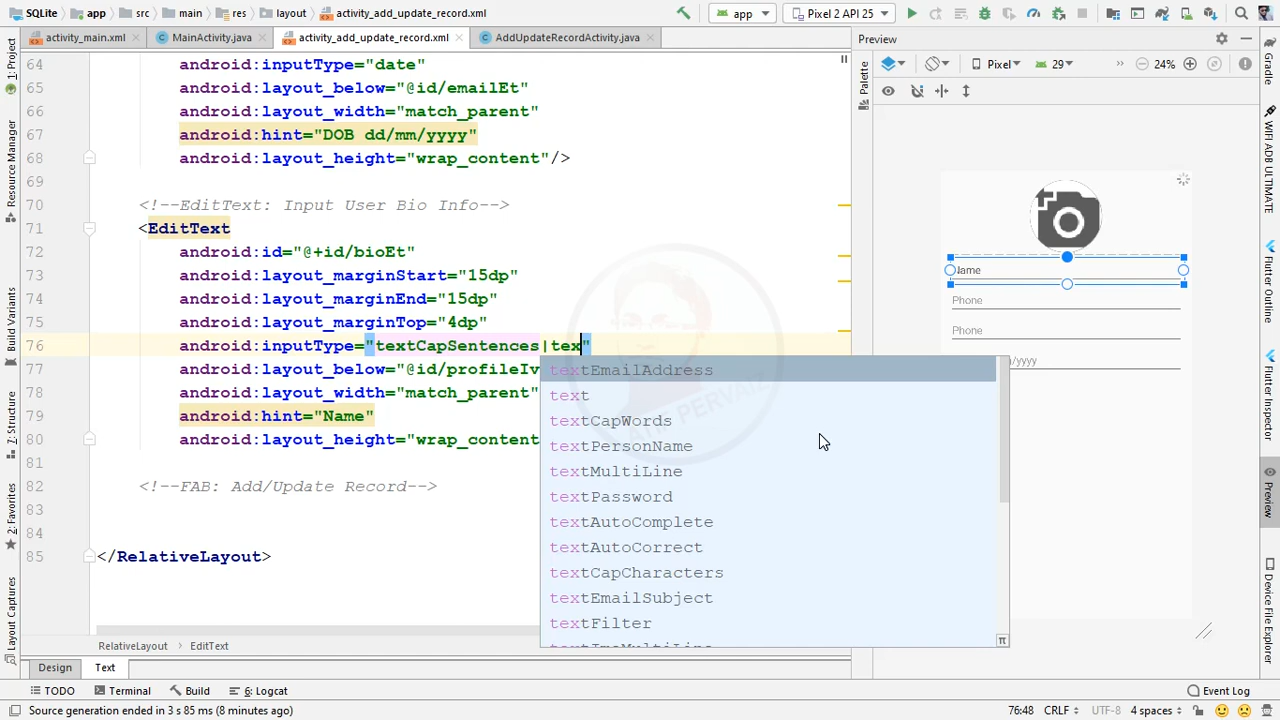 SQLite app src main res layout activity_add_update_record.xml app Pixel 2 API 25
activity_main.xml MainActivity.java activity_add_update_record.xml AddUpdateRecordActivity.java
Preview
64 android:inputType="date"
65 android:layout_below="@id/emailEt"
66 android:layout_width="match_parent"
67 android:hint="DOB dd/mm/yyyy"
68 android:layout_height="wrap_content"/>
69
70 <!--EditText: Input User Bio Info-->
71 <EditText
72 android:id="@+id/bioEt"
73 android:layout_marginStart="15dp"
74 android:layout_marginEnd="15dp"
75 android:layout_marginTop="4dp"
76 android:inputType="textCapSentences|tex"
77 android:layout_below="@id/profileIv
78 android:layout_width="match_parent"
79 android:hint="Name"
80 android:layout_height="wrap_content
81
82 <!--FAB: Add/Update Record-->
83
84
85 </RelativeLayout>
textEmailAddress
text
textCapWords
textPersonName
textMultiLine
textPassword
textAutoComplete
textAutoCorrect
textCapCharacters
textEmailSubject
textFilter
textImeMultiLine
π
RelativeLayout EditText
Design Text
Palette
Pixel 29 » 24%
Name
Phone
Phone
/yyyy
1: Project
Resource Manager
Build Variants
Z: Structure
2: Favorites
Layout Captures
Gradle
WIFI ADB ULTIMATE
Flutter Outline
Flutter Inspector
Preview
Device File Explorer
TODO Terminal Build 6: Logcat Event Log
Source generation ended in 3 s 85 ms (8 minutes ago) 76:48 CRLF UTF-8 4 spaces